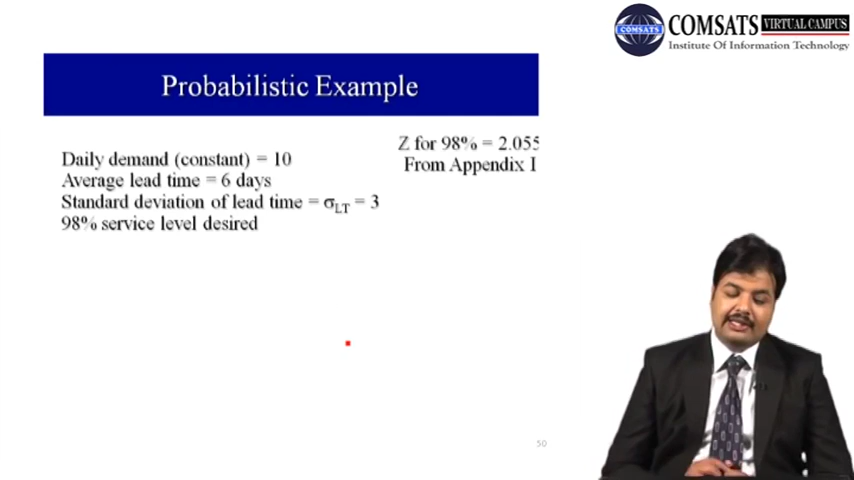 COMSATS
COMSATS VIRTUAL CAMPUS
Institute Of Information Technology
Probabilistic Example
Daily demand (constant) = 10
Average lead time = 6 days
Standard deviation of lead time = σLT = 3
98% service level desired
Z for 98% = 2.055
From Appendix I
50